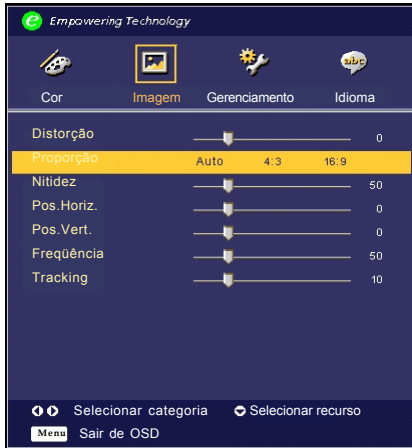 e Empowering Technology
abc
Cor Imagem Gerenciamento Idioma
Distorção 0
Proporção Auto 4:3 16:9
Nitidez 50
Pos.Horiz. 0
Pos.Vert. 0
Freqüência 50
Tracking 10
Selecionar categoria Selecionar recurso
Menu Sair de OSD